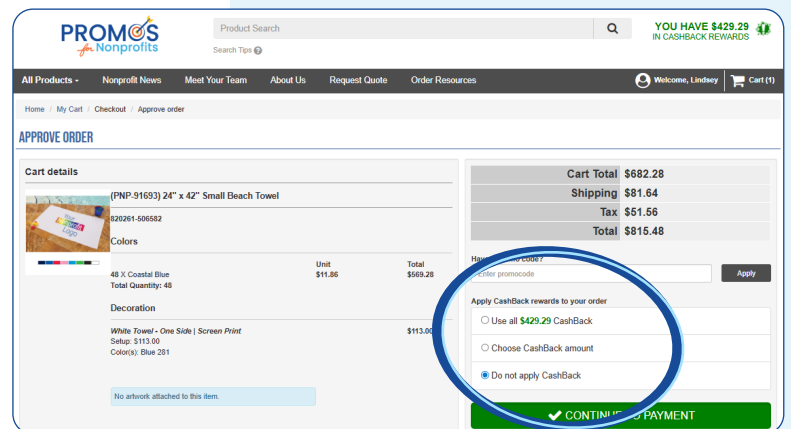 PROMOS
for Nonprofits
Product Search
Search Tips
YOU HAVE $429.29
IN CASHBACK REWARDS
All Products
Nonprofit News
Meet Your Team
About Us
Request Quote
Order Resources
Welcome, Lindsey
Cart (1)
Home / My Cart / Checkout / Approve order
APPROVE ORDER
Cart details
Your
Nonprofit
Logo
(PNP-91693) 24" x 42" Small Beach Towel
820261-506582
Colors
Unit Total
48 X Coastal Blue $11.86 $569.28
Total Quantity: 48
Decoration
White Towel - One Side | Screen Print $113.00
Setup: $113.00
Color(s): Blue 281
No artwork attached to this item.
Cart Total $682.28
Shipping $81.64
Tax $51.56
Total $815.48
code?
Enter promocode
Apply
Apply CashBack rewards to your order
Use all $429.29 CashBack
Choose CashBack amount
Do not apply CashBack
CONTINUE PAYMENT